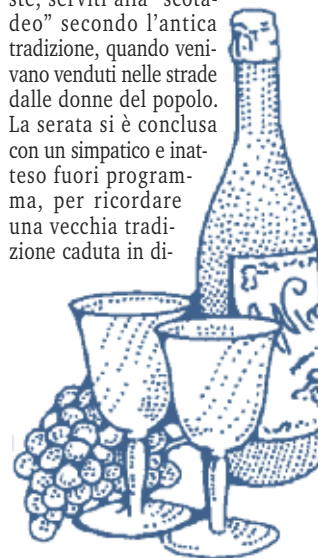 ste, serviti alla “scota-
deo” secondo l’antica
tradizione, quando veni-
vano venduti nelle strade
dalle donne del popolo.
La serata si è conclusa
con un simpatico e inat-
teso fuori program-
ma, per ricordare
una vecchia tradi-
zione caduta in di-